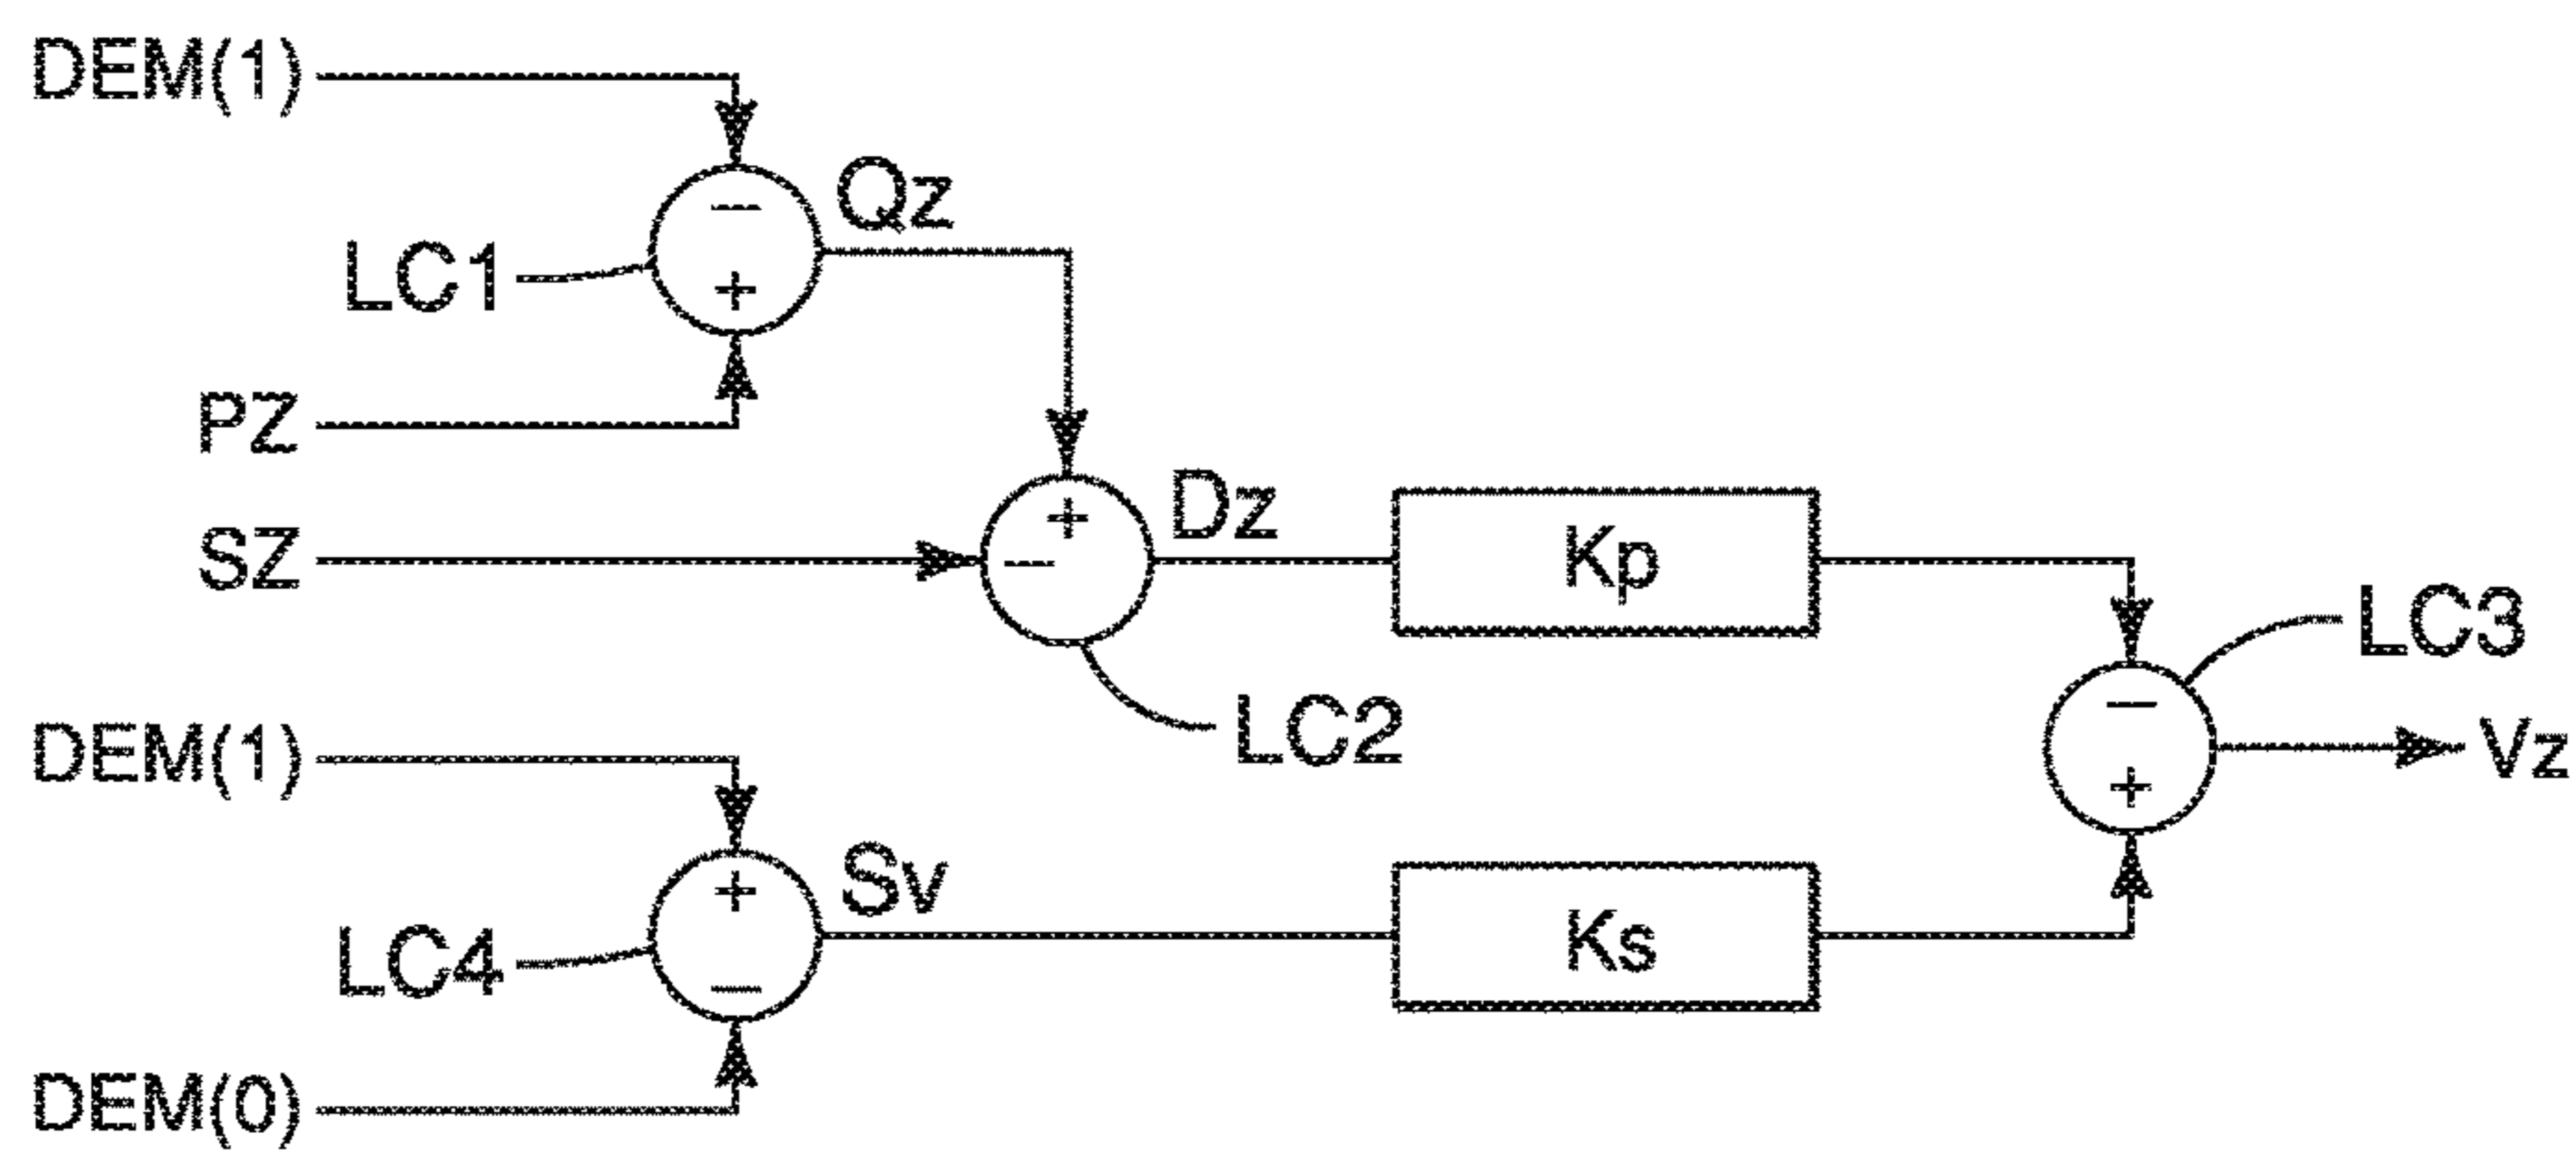 DEM(1)
−
Qz
LC1
+
PZ
SZ
+
−
Dz
Kp
LC2
LC3
−
+
Vz
DEM(1)
+
Sv
LC4
−
Ks
DEM(0)